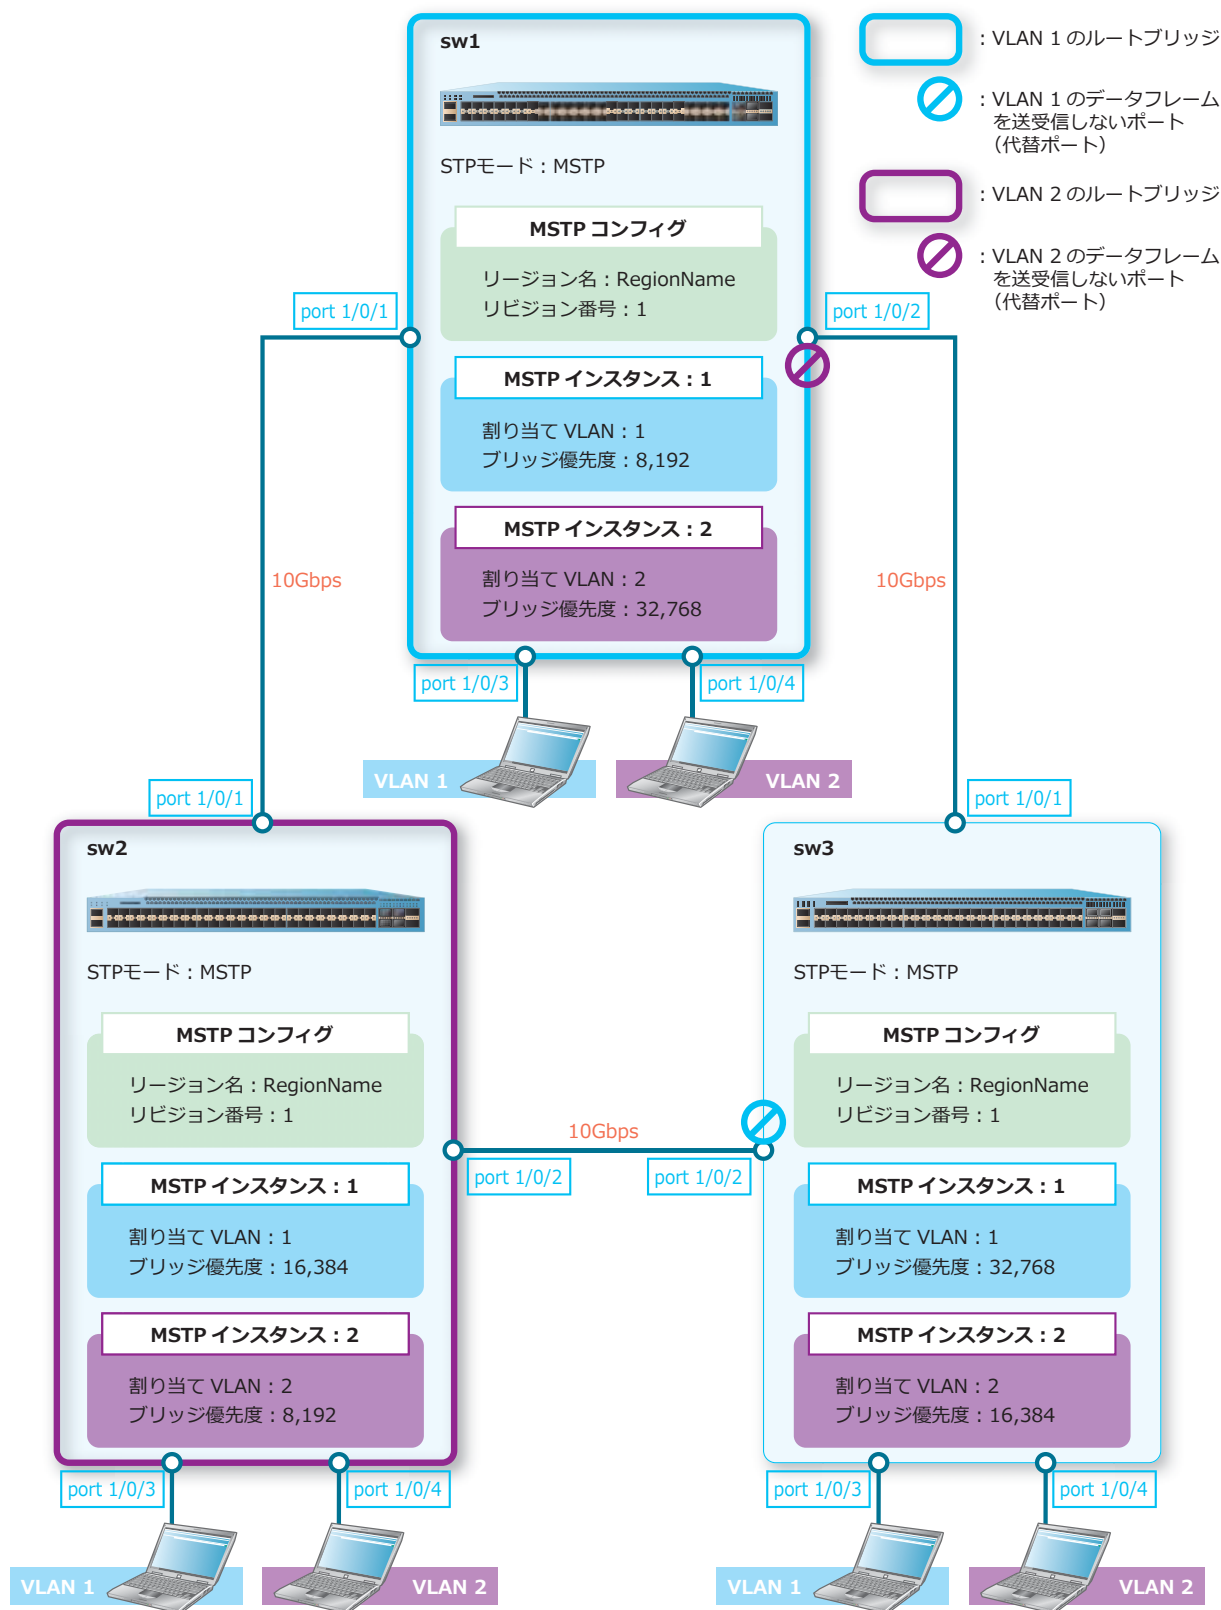 sw1
STPモード：MSTP
MSTP コンフィグ
リージョン名：RegionName
リビジョン番号：1
MSTP インスタンス：1
割り当て VLAN：1
ブリッジ優先度：8,192
MSTP インスタンス：2
割り当て VLAN：2
ブリッジ優先度：32,768
：VLAN 1 のルートブリッジ
：VLAN 1 のデータフレーム
を送受信しないポート
（代替ポート）
：VLAN 2 のルートブリッジ
：VLAN 2 のデータフレーム
を送受信しないポート
（代替ポート）
port 1/0/1
port 1/0/2
10Gbps
10Gbps
port 1/0/3
port 1/0/4
VLAN 1
VLAN 2
port 1/0/1
port 1/0/1
sw2
STPモード：MSTP
MSTP コンフィグ
リージョン名：RegionName
リビジョン番号：1
MSTP インスタンス：1
割り当て VLAN：1
ブリッジ優先度：16,384
MSTP インスタンス：2
割り当て VLAN：2
ブリッジ優先度：8,192
10Gbps
port 1/0/2
port 1/0/2
sw3
STPモード：MSTP
MSTP コンフィグ
リージョン名：RegionName
リビジョン番号：1
MSTP インスタンス：1
割り当て VLAN：1
ブリッジ優先度：32,768
MSTP インスタンス：2
割り当て VLAN：2
ブリッジ優先度：16,384
port 1/0/3
port 1/0/4
port 1/0/3
port 1/0/4
VLAN 1
VLAN 2
VLAN 1
VLAN 2